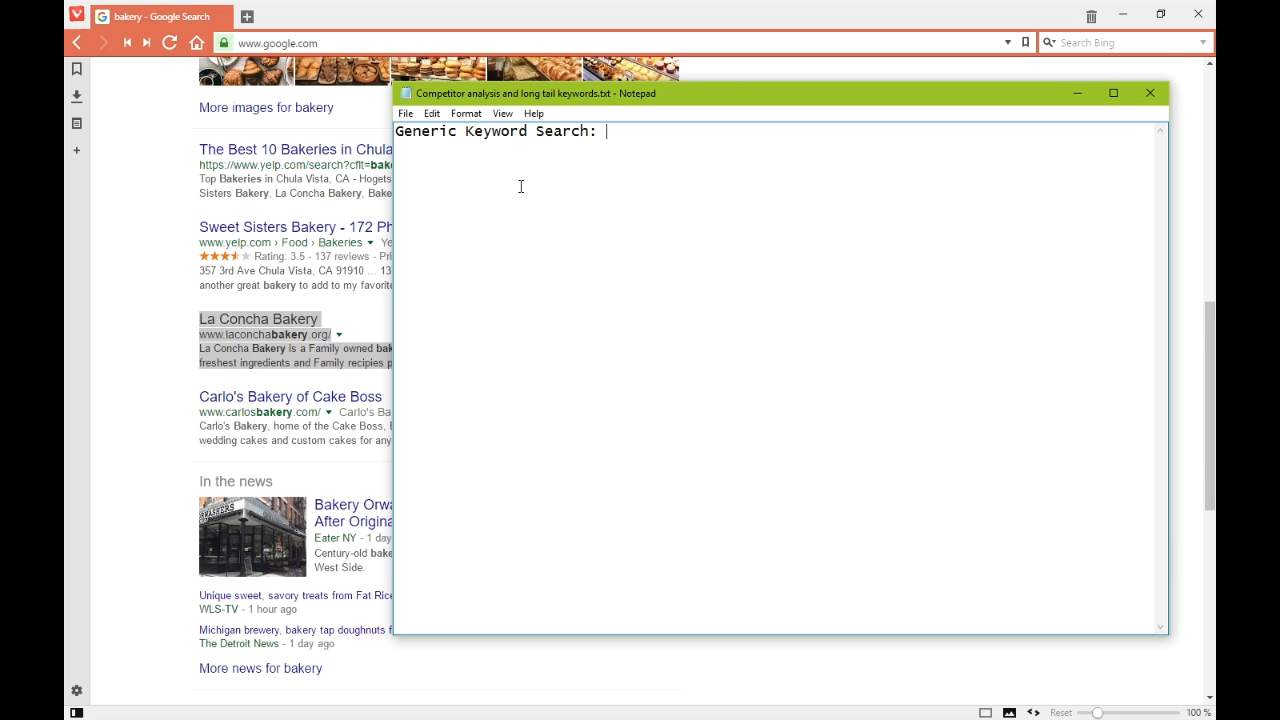 bakery - Google Search
www.google.com
Search Bing
More images for bakery
Competitor analysis and long tail keywords.txt - Notepad
File Edit Format View Help
Generic Keyword Search:
The Best 10 Bakeries in Chula
https://www.yelp.com/search?cflt=bak
Top Bakeries in Chula Vista, CA - Hogets
Sisters Bakery, La Concha Bakery, Bake
Sweet Sisters Bakery - 172 Ph
www.yelp.com › Food › Bakeries ▼ Ye
Rating: 3.5 - 137 reviews - Pri
357 3rd Ave Chula Vista, CA 91910 ... 13
another great bakery to add to my favorite
La Concha Bakery
www.laconchabakery.org/
La Concha Bakery is a Family owned bak
freshest ingredients and Family recipies p
Carlo's Bakery of Cake Boss
www.carlosbakery.com/ ▼ Carlo's Ba
Carlo's Bakery, home of the Cake Boss,
wedding cakes and custom cakes for any
In the news
Bakery Orwa
After Origina
Eater NY - 1 day
Century-old bake
West Side.
Unique sweet, savory treats from Fat Rice
WLS-TV - 1 hour ago
Michigan brewery, bakery tap doughnuts f
The Detroit News - 1 day ago
More news for bakery
Reset 100 %